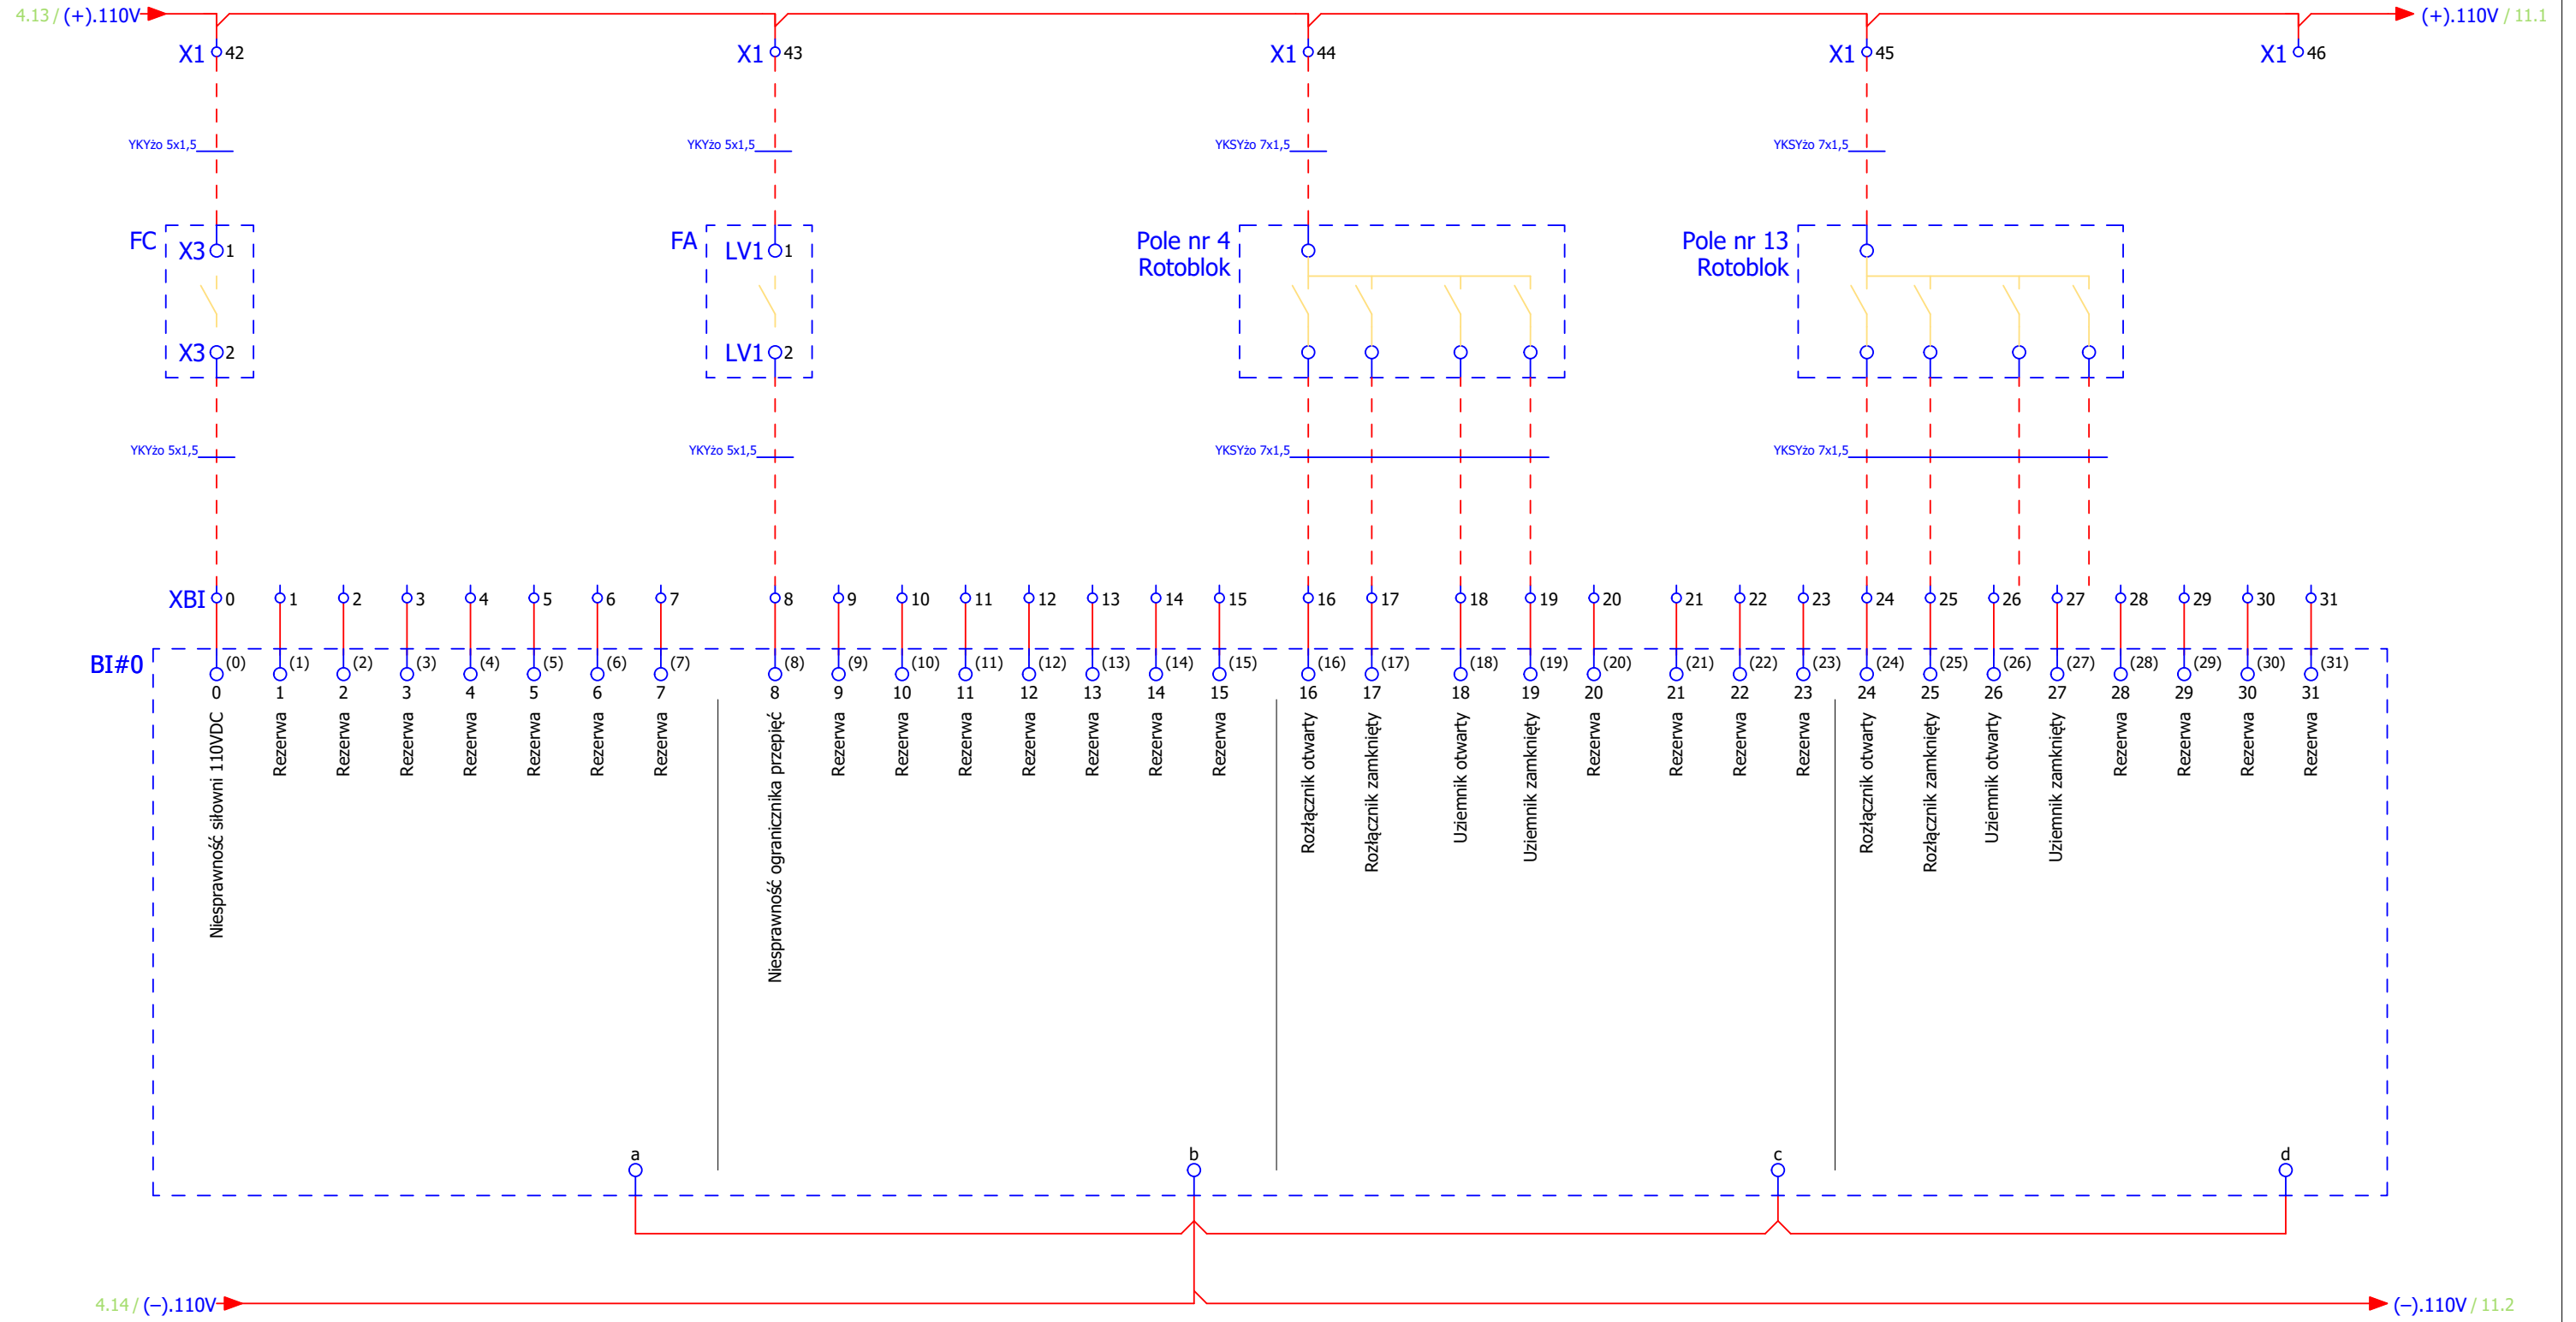 4.13 / (+).110V
(+).110V / 11.1
X1 42
X1 43
X1 44
X1 45
X1 46
YKYżo 5x1,5
YKYżo 5x1,5
YKSYżo 7x1,5
YKSYżo 7x1,5
FC
X3 1
X3 2
FA
LV1 1
LV1 2
Pole nr 4
Rotoblok
Pole nr 13
Rotoblok
YKYżo 5x1,5
YKYżo 5x1,5
YKSYżo 7x1,5
YKSYżo 7x1,5
XBI 0 1 2 3 4 5 6 7 8 9 10 11 12 13 14 15 16 17 18 19 20 21 22 23 24 25 26 27 28 29 30 31
BI#0 (0) (1) (2) (3) (4) (5) (6) (7) (8) (9) (10) (11) (12) (13) (14) (15) (16) (17) (18) (19) (20) (21) (22) (23) (24) (25) (26) (27) (28) (29) (30) (31)
0 1 2 3 4 5 6 7 8 9 10 11 12 13 14 15 16 17 18 19 20 21 22 23 24 25 26 27 28 29 30 31
Niesprawność siłowni 110VDC
Rezerwa
Rezerwa
Rezerwa
Rezerwa
Rezerwa
Rezerwa
Rezerwa
Niesprawność ogranicznika przepięć
Rezerwa
Rezerwa
Rezerwa
Rezerwa
Rezerwa
Rezerwa
Rezerwa
Rozłącznik otwarty
Rozłącznik zamknięty
Uziemnik otwarty
Uziemnik zamknięty
Rezerwa
Rezerwa
Rezerwa
Rezerwa
Rozłącznik otwarty
Rozłącznik zamknięty
Uziemnik otwarty
Uziemnik zamknięty
Rezerwa
Rezerwa
Rezerwa
Rezerwa
a
b
c
d
4.14 / (−).110V
(−).110V / 11.2